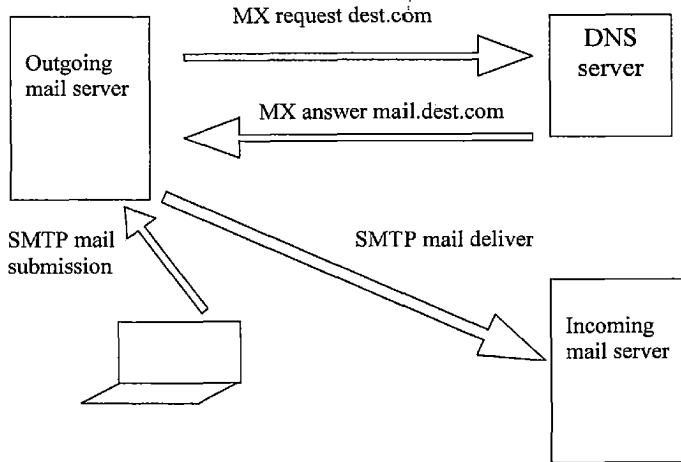 MX request dest.com
Outgoing
mail server
DNS
server
MX answer mail.dest.com
SMTP mail
submission
SMTP mail deliver
Incoming
mail server